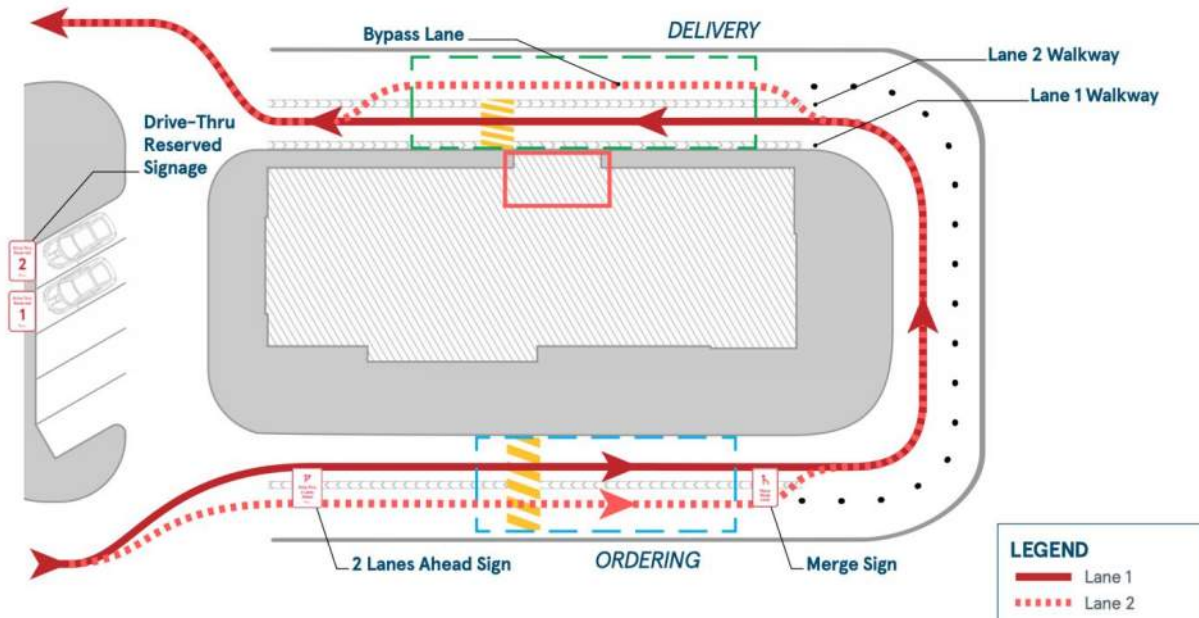 DELIVERY
Bypass Lane
Lane 2 Walkway
Lane 1 Walkway
Drive-Thru
Reserved
Signage
2
1
2 Lanes Ahead Sign
ORDERING
Merge Sign
LEGEND
Lane 1
Lane 2